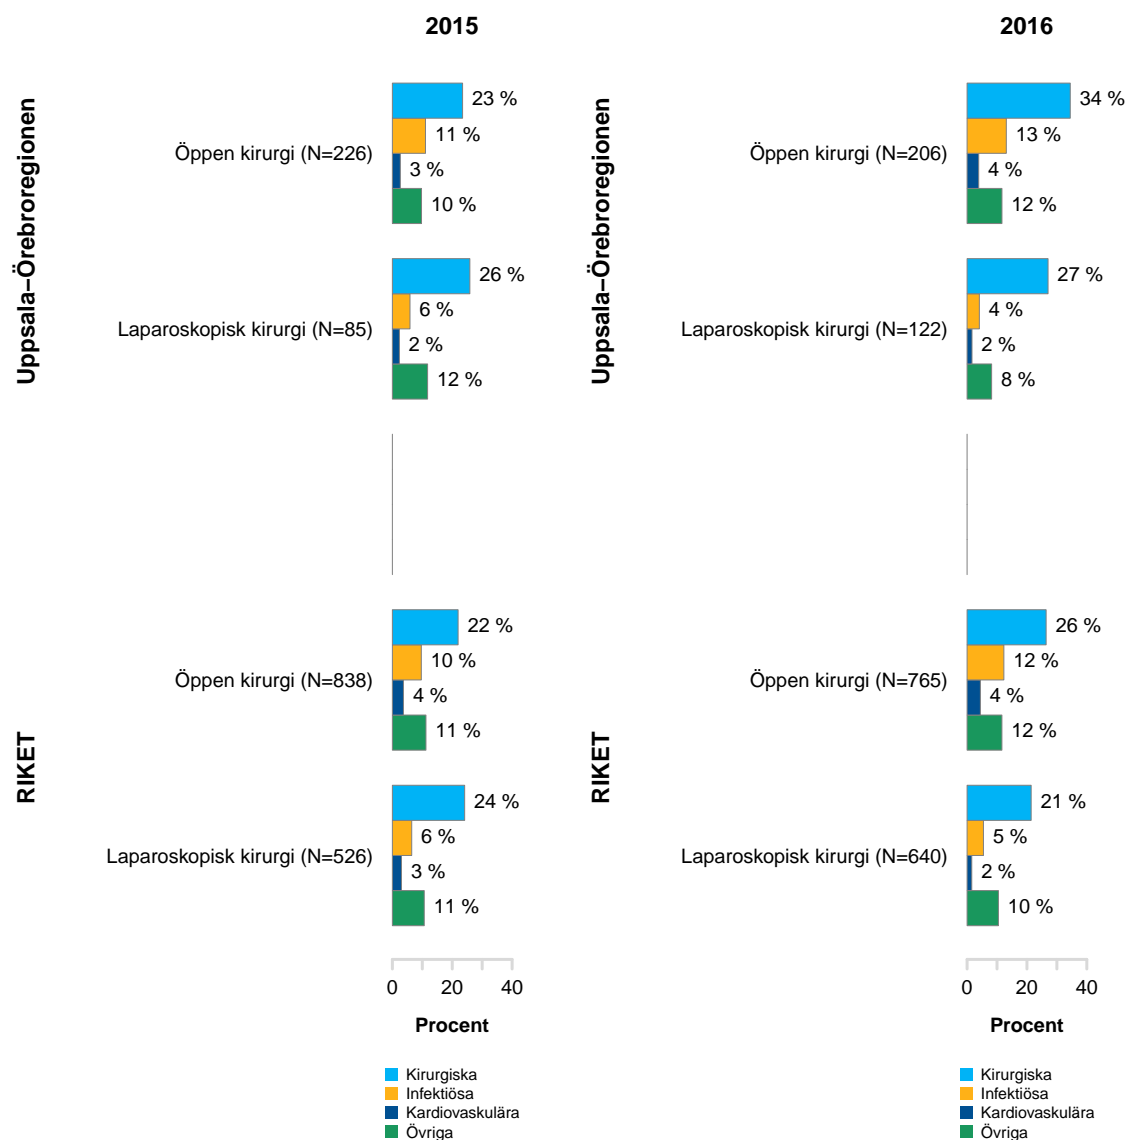 2015
Uppsala–Örebroregionen
Öppen kirurgi (N=226)
23 %
11 %
3 %
10 %
Laparoskopisk kirurgi (N=85)
26 %
6 %
2 %
12 %
RIKET
Öppen kirurgi (N=838)
22 %
10 %
4 %
11 %
Laparoskopisk kirurgi (N=526)
24 %
6 %
3 %
11 %
0 20 40
Procent
Kirurgiska
Infektiösa
Kardiovaskulära
Övriga
2016
Uppsala–Örebroregionen
Öppen kirurgi (N=206)
34 %
13 %
4 %
12 %
Laparoskopisk kirurgi (N=122)
27 %
4 %
2 %
8 %
RIKET
Öppen kirurgi (N=765)
26 %
12 %
4 %
12 %
Laparoskopisk kirurgi (N=640)
21 %
5 %
2 %
10 %
0 20 40
Procent
Kirurgiska
Infektiösa
Kardiovaskulära
Övriga